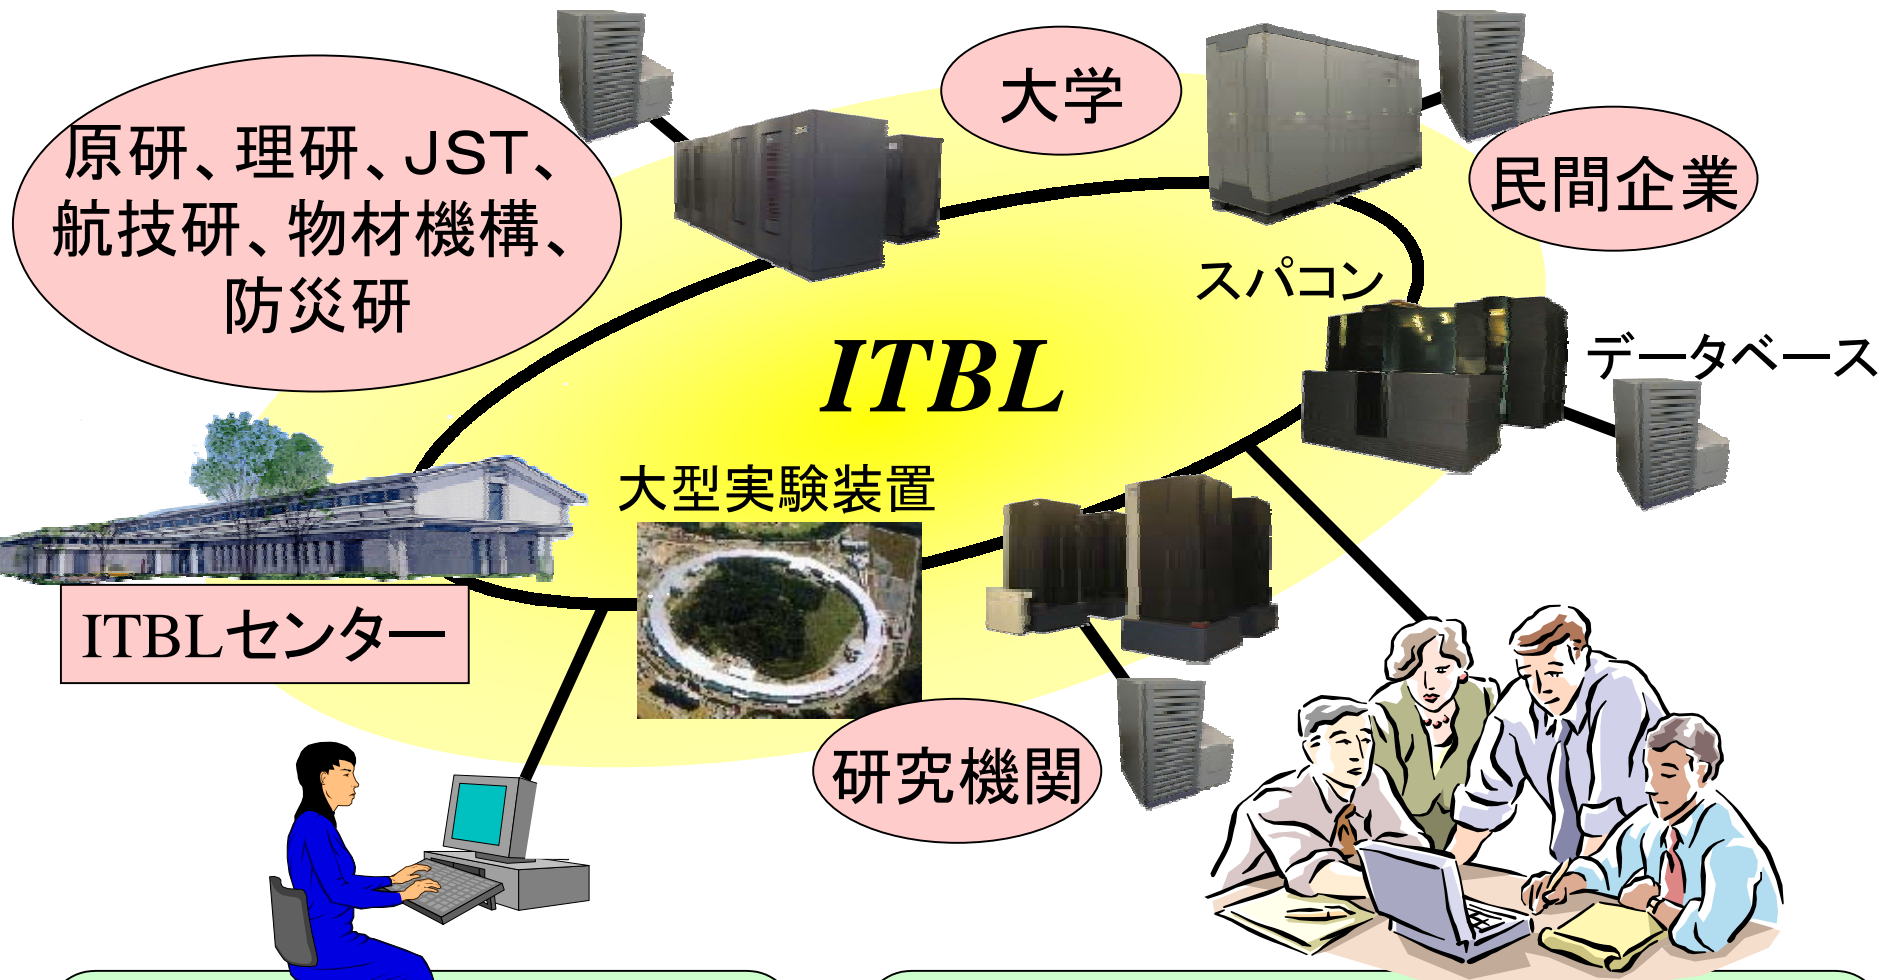 大学
原研、理研、JST、
航技研、物材機構、
防災研
民間企業
スパコン
データベース
ITBL
大型実験装置
ITBLセンター
研究機関